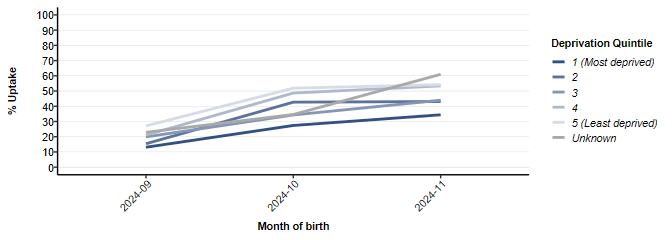 100
90
80
70
60
50
40
30
20
10
0
% Uptake
2024-09
2024-10
2024-11
Month of birth
Deprivation Quintile
1 (Most deprived)
2
3
4
5 (Least deprived)
Unknown